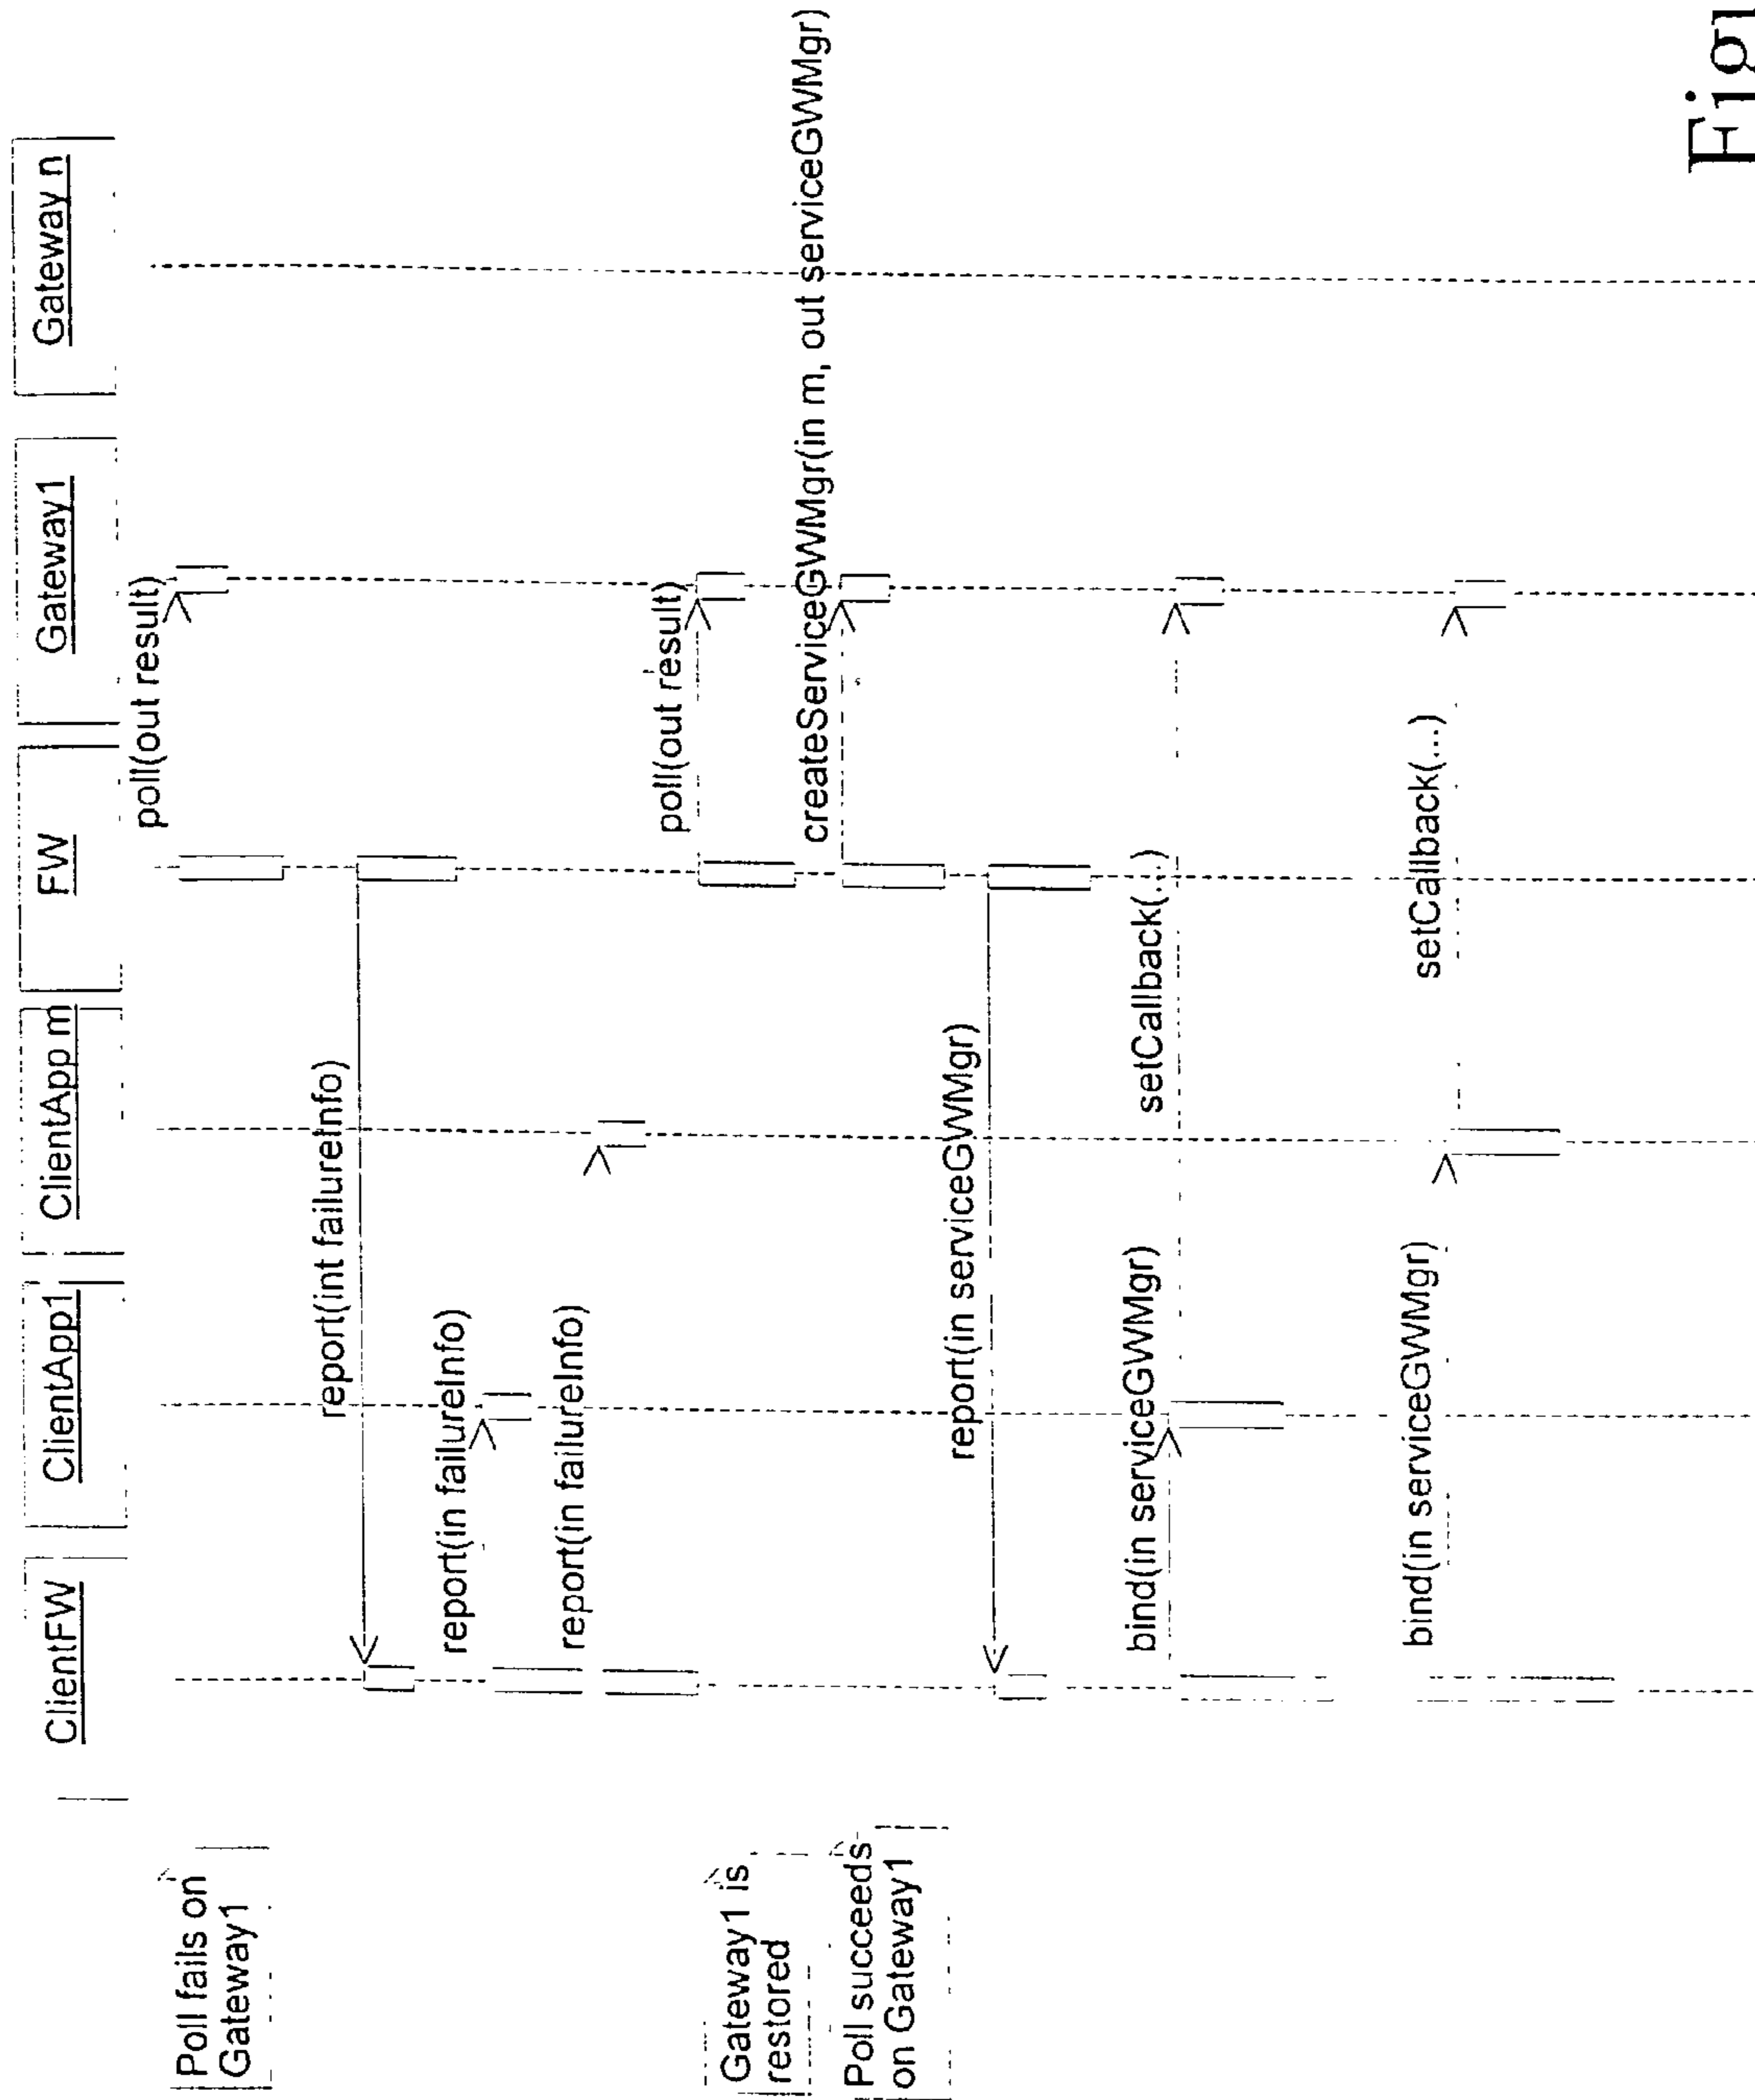 ClientFW
ClientApp1
ClientApp m
FW
Gateway1
Gateway n
Poll fails on
Gateway1
poll(out result)
report(int failureInfo)
report(in failureInfo)
report(in failureInfo)
Gateway1 is
restored
poll(out result)
Poll succeeds
on Gateway1
createServiceGWMgr(in m, out serviceGWMgr)
report(in serviceGWMgr)
bind(in serviceGWMgr)
setCallback(...)
bind(in serviceGWMgr)
setCallback(...)